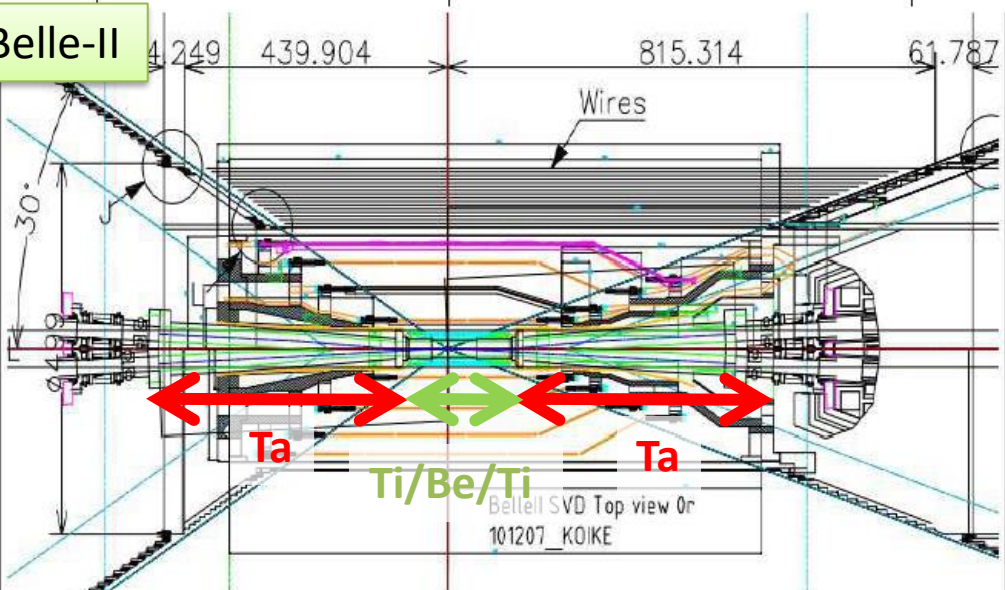 Belle-II
4.249 439.904 815.314 61.787
Wires
30°
J
Ta
Ti/Be/Ti
Ta
BelleII SVD Top view 0r
101207_KOIKE